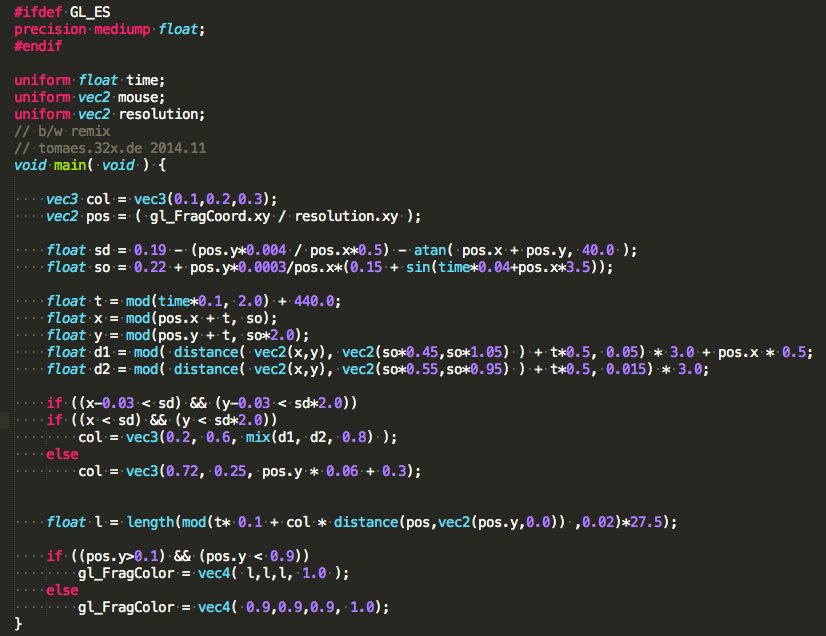 #ifdef GL_ES
precision mediump float;
#endif

uniform float time;
uniform vec2 mouse;
uniform vec2 resolution;
// b/w remix
// tomaes.32x.de 2014.11
void main( void ) {

    vec3 col = vec3(0.1,0.2,0.3);
    vec2 pos = ( gl_FragCoord.xy / resolution.xy );

    float sd = 0.19 - (pos.y*0.004 / pos.x*0.5) - atan( pos.x + pos.y, 40.0 );
    float so = 0.22 + pos.y*0.0003/pos.x*(0.15 + sin(time*0.04+pos.x*3.5));

    float t = mod(time*0.1, 2.0) + 440.0;
    float x = mod(pos.x + t, so);
    float y = mod(pos.y + t, so*2.0);
    float d1 = mod( distance( vec2(x,y), vec2(so*0.45,so*1.05) ) + t*0.5, 0.05) * 3.0 + pos.x * 0.5;
    float d2 = mod( distance( vec2(x,y), vec2(so*0.55,so*0.95) ) + t*0.5, 0.015) * 3.0;

    if ((x-0.03 < sd) && (y-0.03 < sd*2.0))
    if ((x < sd) && (y < sd*2.0))
        col = vec3(0.2, 0.6, mix(d1, d2, 0.8) );
    else
        col = vec3(0.72, 0.25, pos.y * 0.06 + 0.3);


    float l = length(mod(t* 0.1 + col * distance(pos,vec2(pos.y,0.0)) ,0.02)*27.5);

    if ((pos.y>0.1) && (pos.y < 0.9))
        gl_FragColor = vec4( l,l,l, 1.0 );
    else
        gl_FragColor = vec4( 0.9,0.9,0.9, 1.0);
}